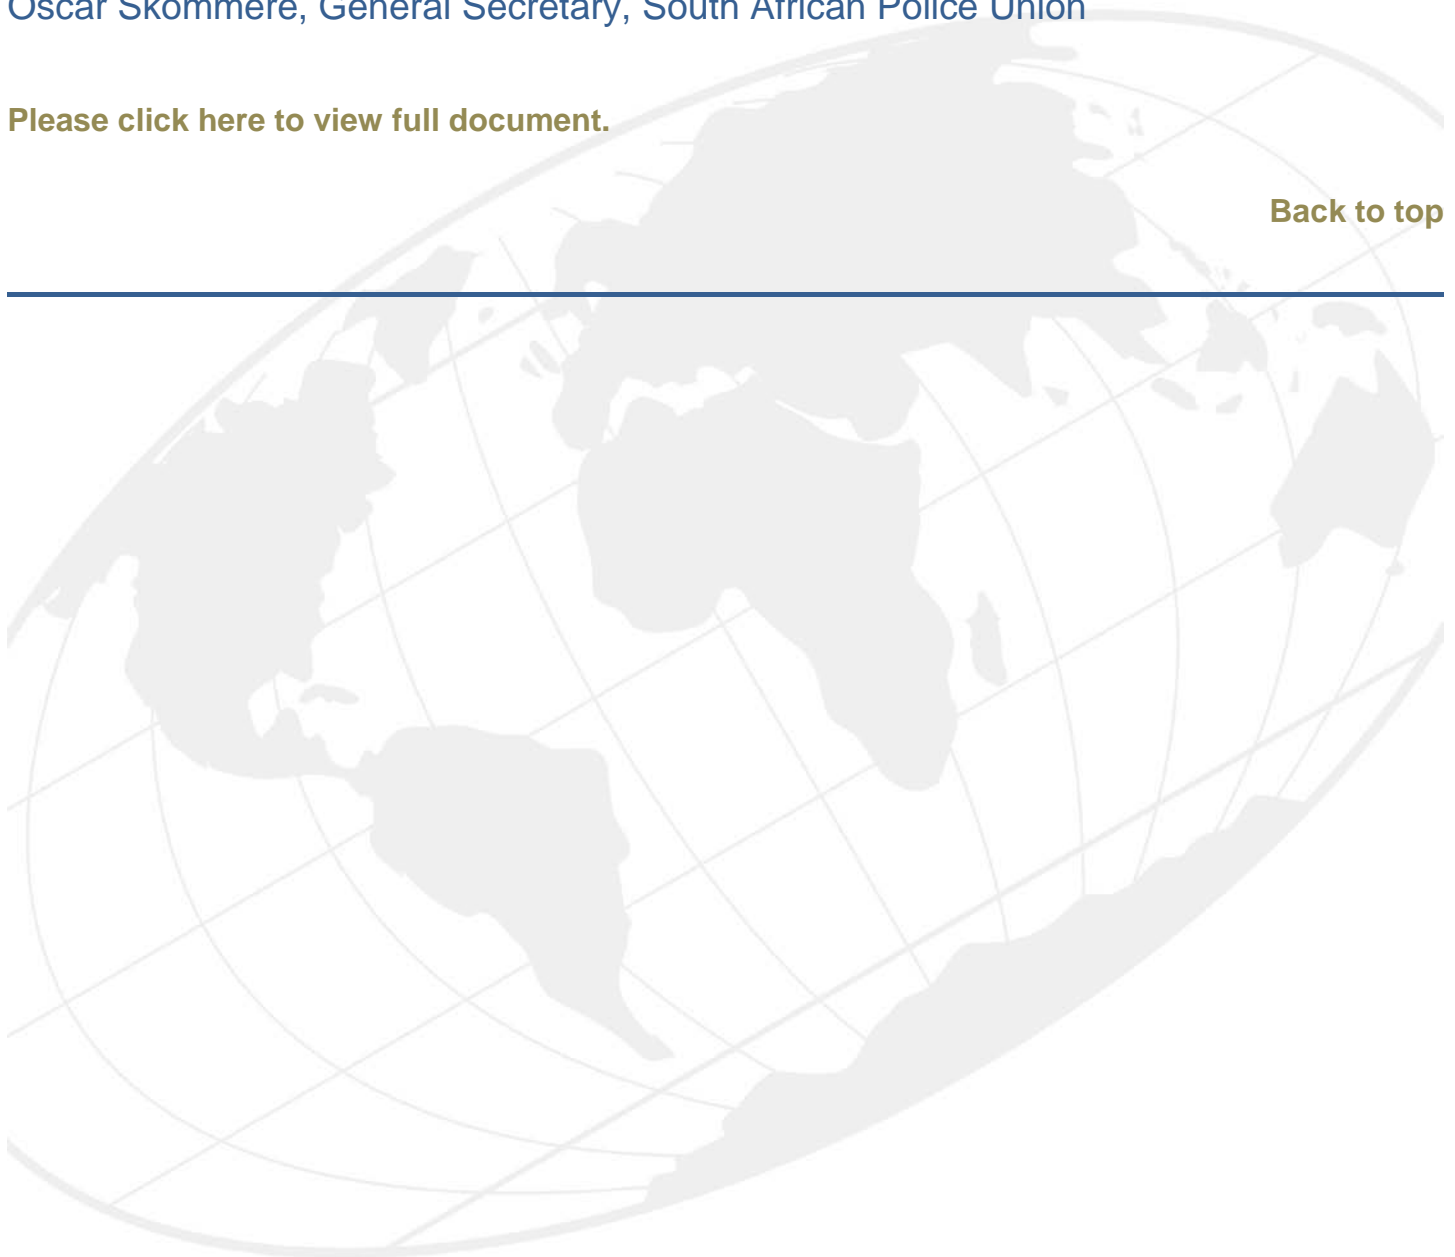 Oscar Skommere, General Secretary, South African Police Union
Please click here to view full document.
Back to top